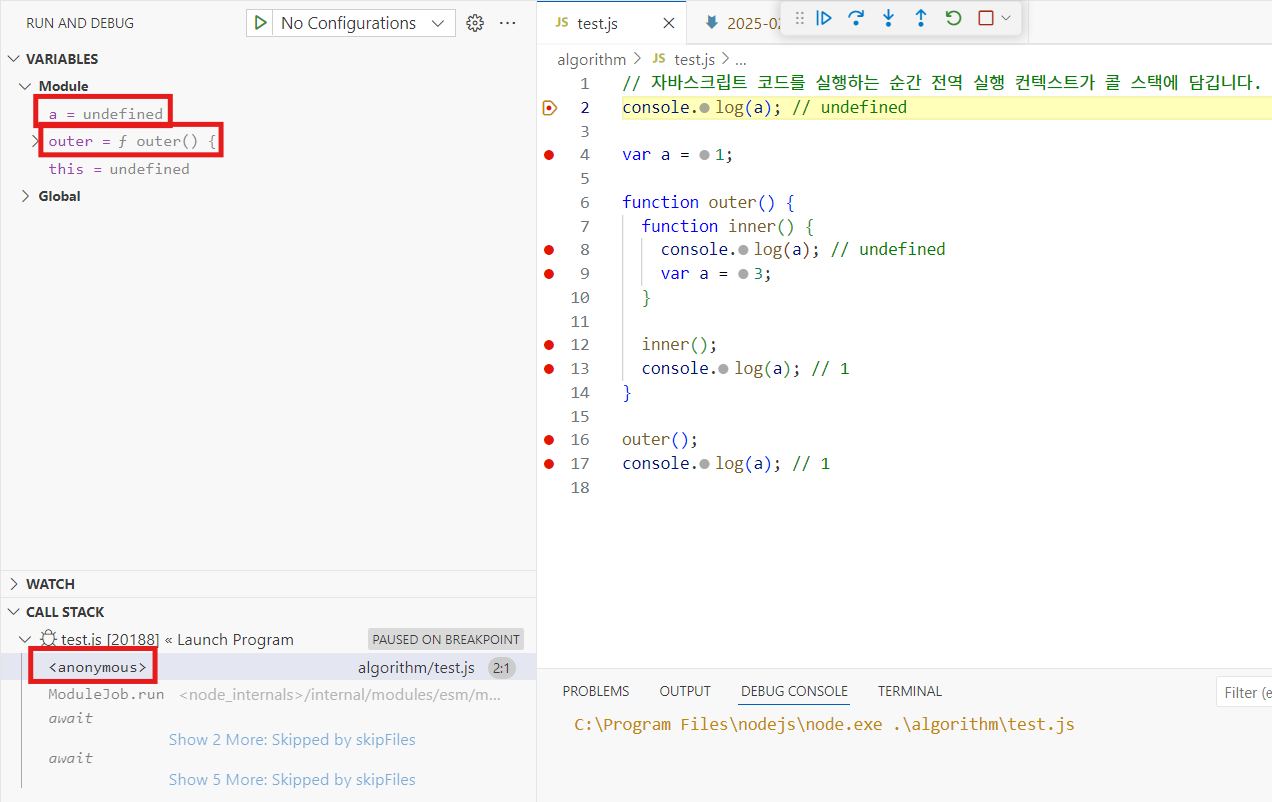 RUN AND DEBUG
No Configurations
VARIABLES
Module
a = undefined
outer = ƒ outer() {
this = undefined
Global
WATCH
CALL STACK
test.js [20188] « Launch Program
PAUSED ON BREAKPOINT
<anonymous>
algorithm/test.js
2:1
ModuleJob.run
<node_internals>/internal/modules/esm/m...
await
Show 2 More: Skipped by skipFiles
await
Show 5 More: Skipped by skipFiles
JS test.js
2025-02
algorithm > JS test.js > ...
1 // 자바스크립트 코드를 실행하는 순간 전역 실행 컨텍스트가 콜 스택에 담깁니다.
2 console.log(a); // undefined
3
4 var a = 1;
5
6 function outer() {
7 function inner() {
8 console.log(a); // undefined
9 var a = 3;
10 }
11
12 inner();
13 console.log(a); // 1
14 }
15
16 outer();
17 console.log(a); // 1
18
PROBLEMS
OUTPUT
DEBUG CONSOLE
TERMINAL
Filter (e
C:\Program Files\nodejs\node.exe .\algorithm\test.js